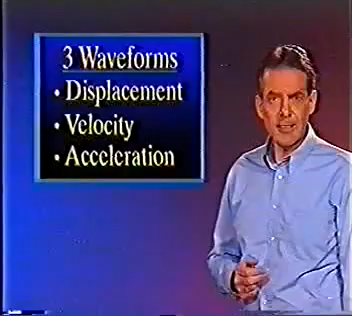 3 Waveforms
• Displacement
• Velocity
• Acceleration